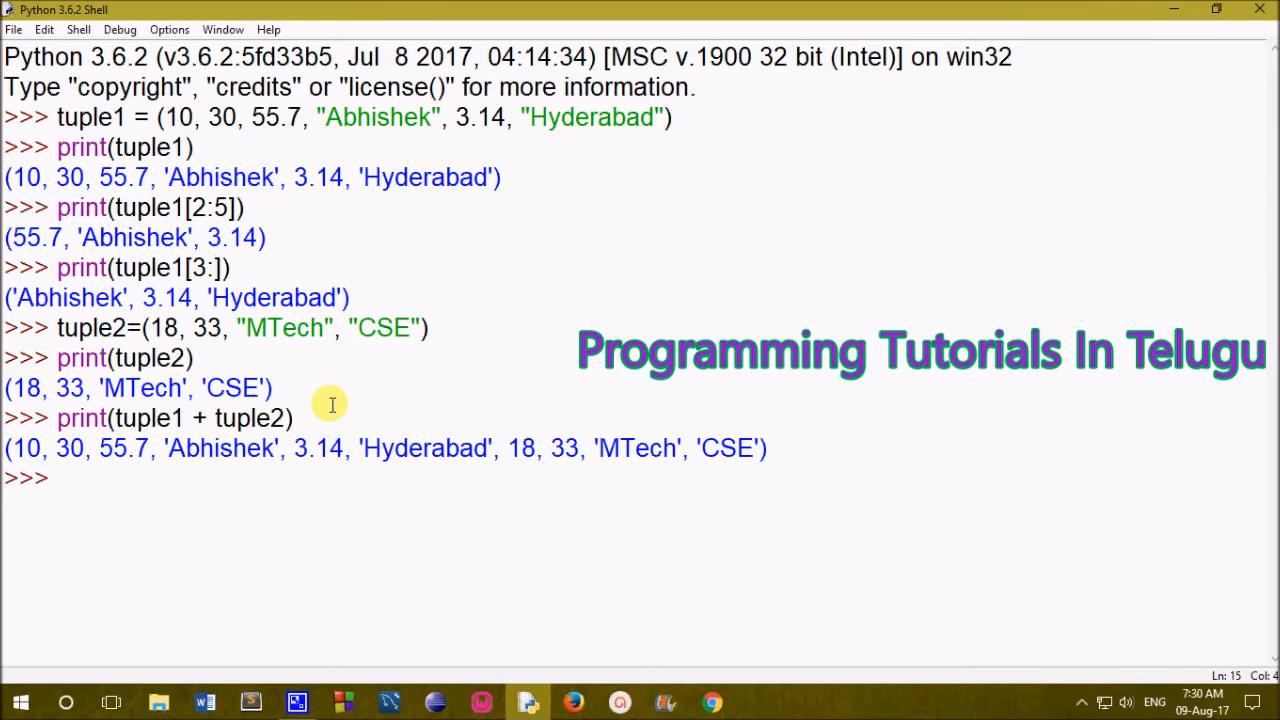 Python 3.6.2 Shell
File Edit Shell Debug Options Window Help
Python 3.6.2 (v3.6.2:5fd33b5, Jul  8 2017, 04:14:34) [MSC v.1900 32 bit (Intel)] on win32
Type "copyright", "credits" or "license()" for more information.
>>> tuple1 = (10, 30, 55.7, "Abhishek", 3.14, "Hyderabad")
>>> print(tuple1)
(10, 30, 55.7, 'Abhishek', 3.14, 'Hyderabad')
>>> print(tuple1[2:5])
(55.7, 'Abhishek', 3.14)
>>> print(tuple1[3:])
('Abhishek', 3.14, 'Hyderabad')
>>> tuple2=(18, 33, "MTech", "CSE")
Programming Tutorials In Telugu
>>> print(tuple2)
(18, 33, 'MTech', 'CSE')
>>> print(tuple1 + tuple2)
(10, 30, 55.7, 'Abhishek', 3.14, 'Hyderabad', 18, 33, 'MTech', 'CSE')
>>>
Ln: 15 Col: 4
ENG
7:30 AM
09-Aug-17